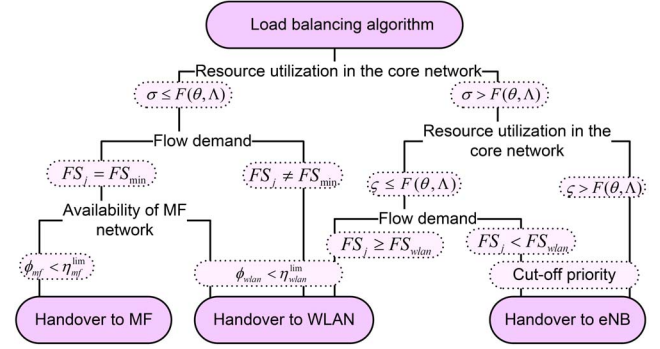 Load balancing algorithm
Resource utilization in the core network
σ ≤ F(θ,Λ)
σ > F(θ,Λ)
Flow demand
Resource utilization in the
core network
FS_j = FS_min
FS_j ≠ FS_min
ς ≤ F(θ,Λ)
ς > F(θ,Λ)
Availability of MF
network
Flow demand
FS_j ≥ FS_wlan
FS_j < FS_wlan
ϕ_mf < η_mf^lim
ϕ_wlan < η_wlan^lim
Cut-off priority
Handover to MF
Handover to WLAN
Handover to eNB